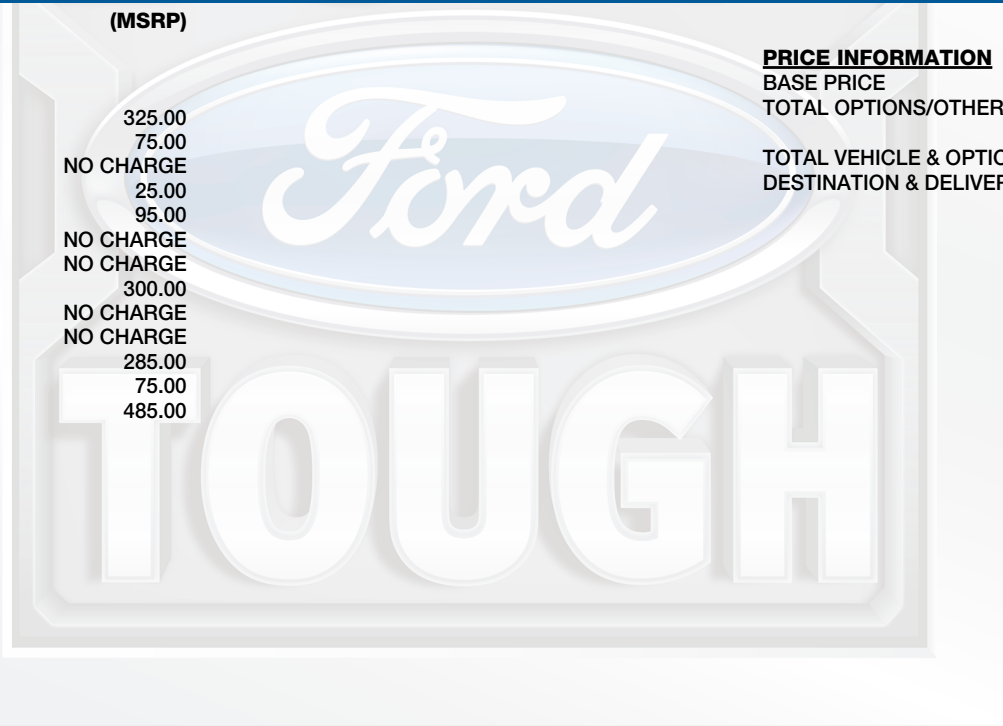 (MSRP)
325.00
75.00
NO CHARGE
25.00
95.00
NO CHARGE
NO CHARGE
300.00
NO CHARGE
NO CHARGE
285.00
75.00
485.00
PRICE INFORMATION
BASE PRICE
TOTAL OPTIONS/OTHER
TOTAL VEHICLE & OPTIO
DESTINATION & DELIVER
Ford
TOUGH